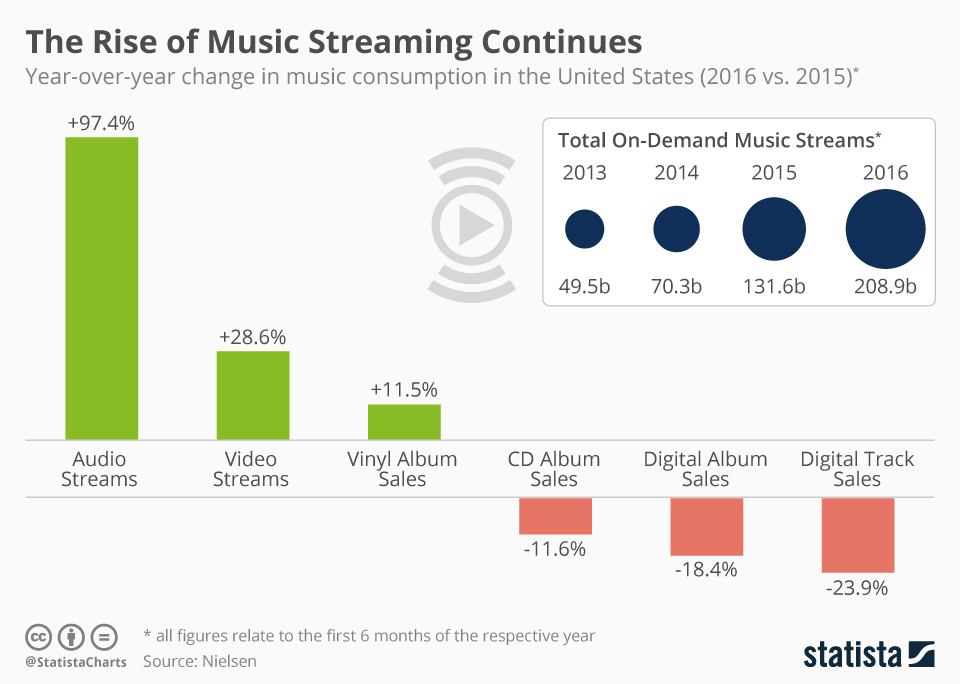 The Rise of Music Streaming Continues
Year-over-year change in music consumption in the United States (2016 vs. 2015)*
+97.4%
+28.6%
+11.5%
Total On-Demand Music Streams*
2013 2014 2015 2016
49.5b 70.3b 131.6b 208.9b
Audio Streams
Video Streams
Vinyl Album Sales
CD Album Sales
Digital Album Sales
Digital Track Sales
-11.6%
-18.4%
-23.9%
cc
@StatistaCharts
* all figures relate to the first 6 months of the respective year
Source: Nielsen
statista